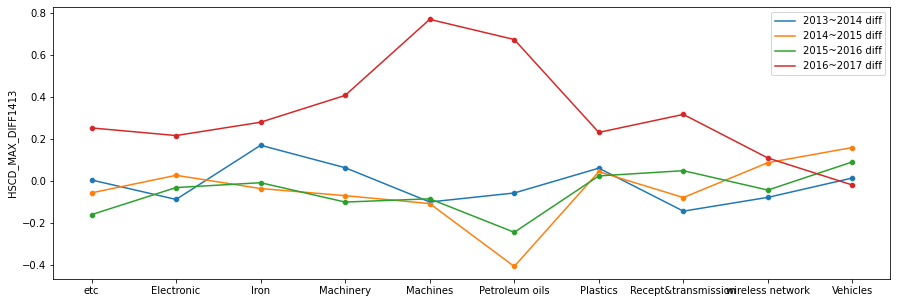 0.8
0.6
0.4
0.2
0.0
−0.2
−0.4
HSCD_MAX_DIFF1413
2013~2014 diff
2014~2015 diff
2015~2016 diff
2016~2017 diff
etc
Electronic
Iron
Machinery
Machines
Petroleum oils
Plastics
Recept&transmission
wireless network
Vehicles